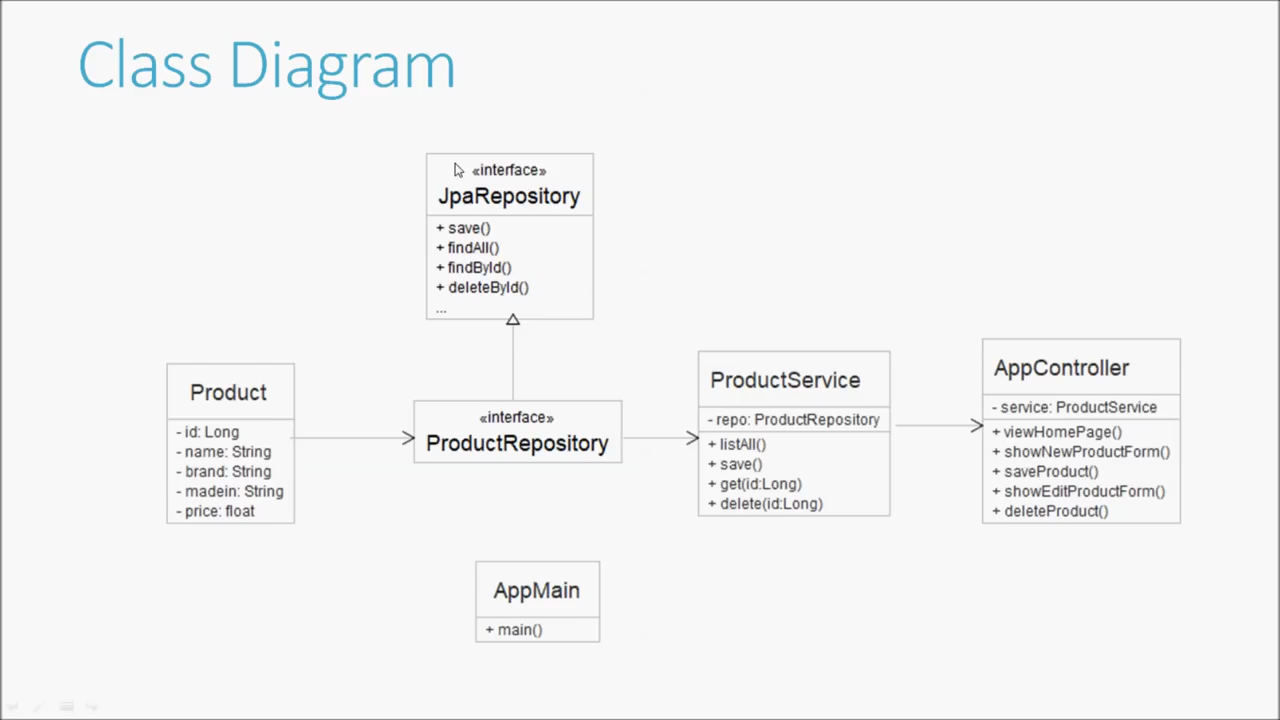 Class Diagram
«interface»
JpaRepository
+ save()
+ findAll()
+ findById()
+ deleteById()
...
Product
- id: Long
- name: String
- brand: String
- madein: String
- price: float
«interface»
ProductRepository
ProductService
- repo: ProductRepository
+ listAll()
+ save()
+ get(id:Long)
+ delete(id:Long)
AppController
- service: ProductService
+ viewHomePage()
+ showNewProductForm()
+ saveProduct()
+ showEditProductForm()
+ deleteProduct()
AppMain
+ main()